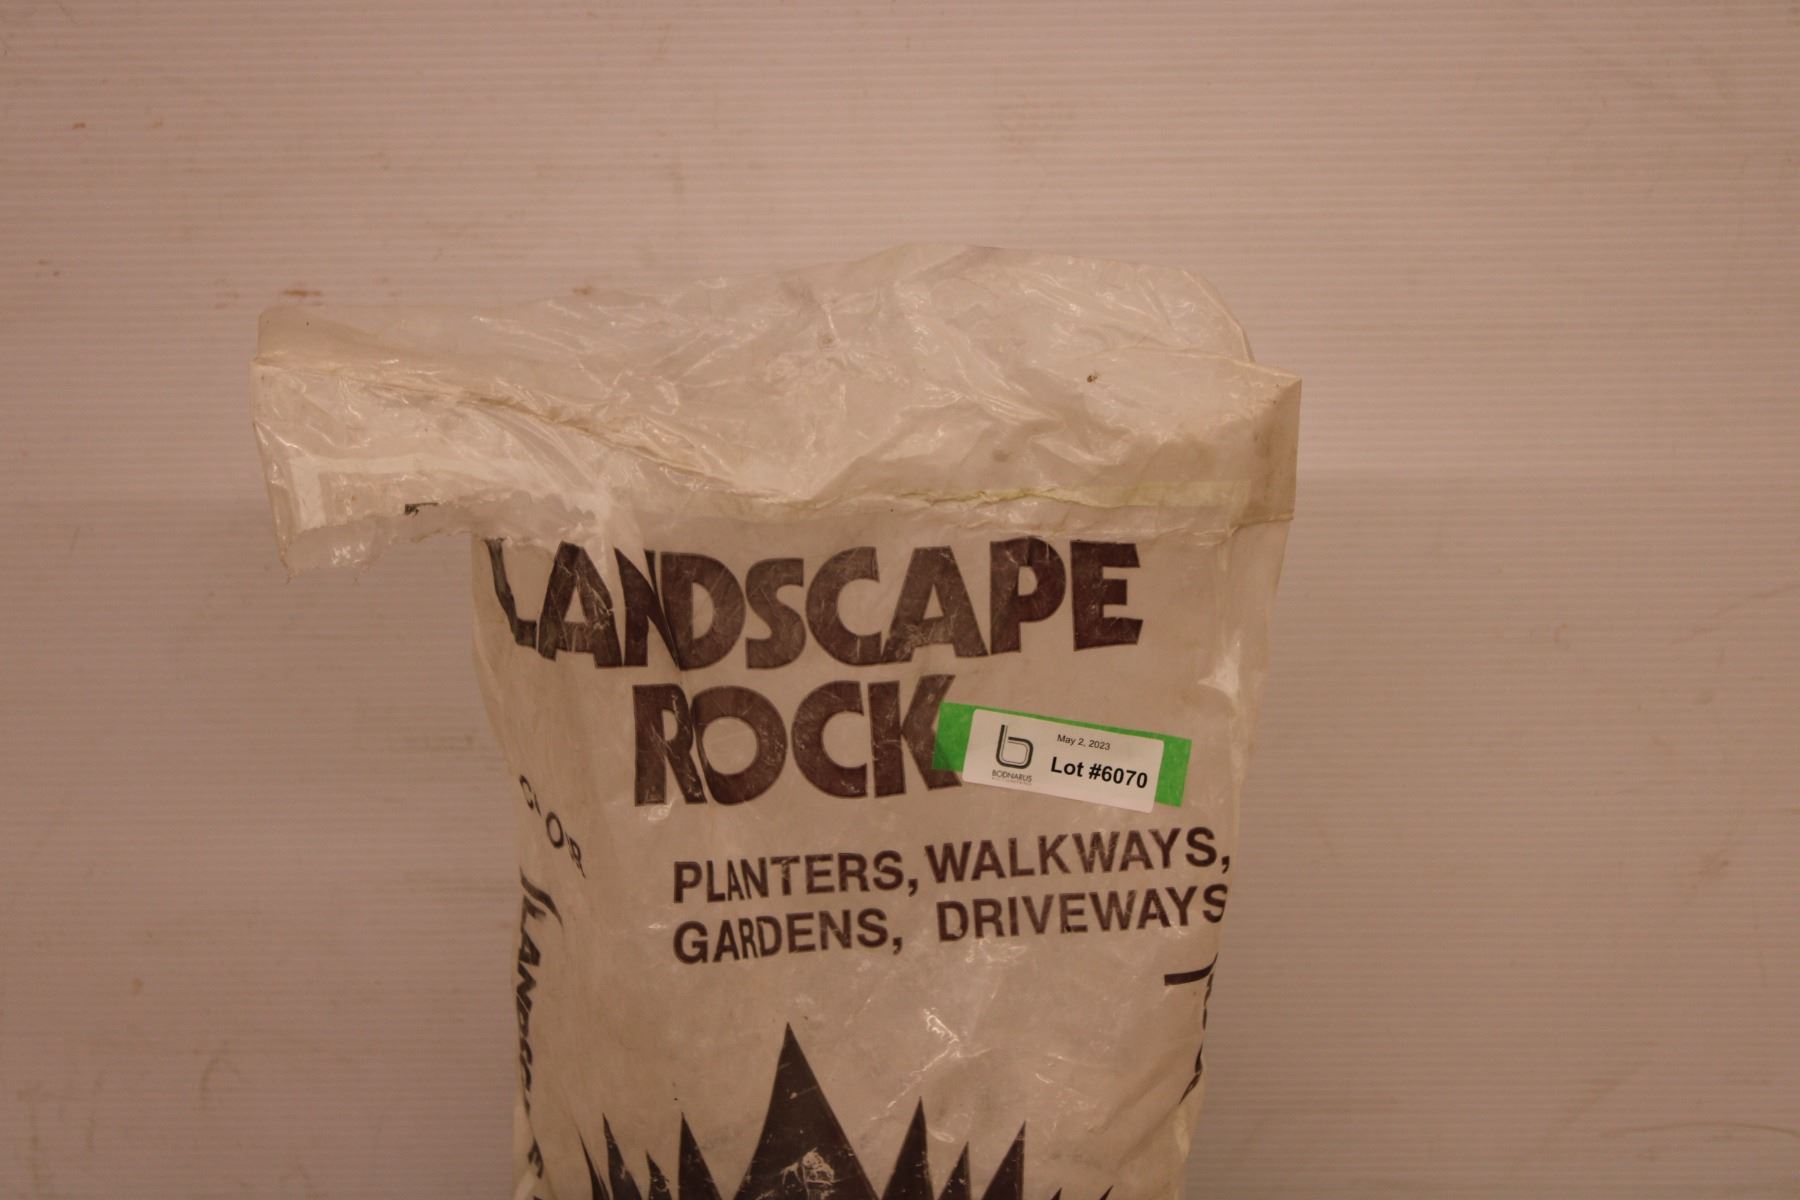 LANDSCAPE
ROCK
May 2, 2023
BODNARUS
Lot #6070
PLANTERS, WALKWAYS,
GARDENS, DRIVEWAYS